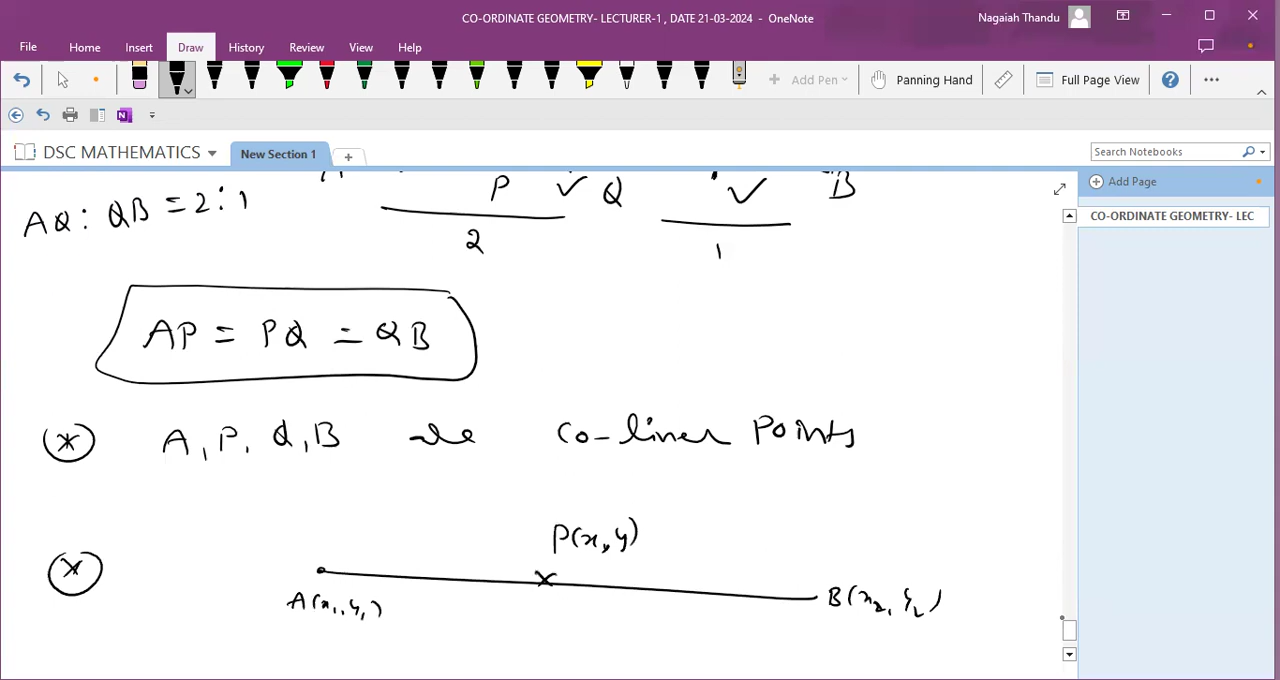 CO-ORDINATE GEOMETRY- LECTURER-1 , DATE 21-03-2024 - OneNote
Nagaiah Thandu
File Home Insert Draw History Review View Help
Add Pen
Panning Hand
Full Page View
DSC MATHEMATICS
New Section 1
Search Notebooks
Add Page
CO-ORDINATE GEOMETRY- LEC
P ✓ Q ✓ B
AQ : QB = 2 : 1
2 1
AP = PQ = QB
* A, P, Q, B are Co-liner Points
P(x, y)
*
A(x₁, y₁) B(x₂, y₂)